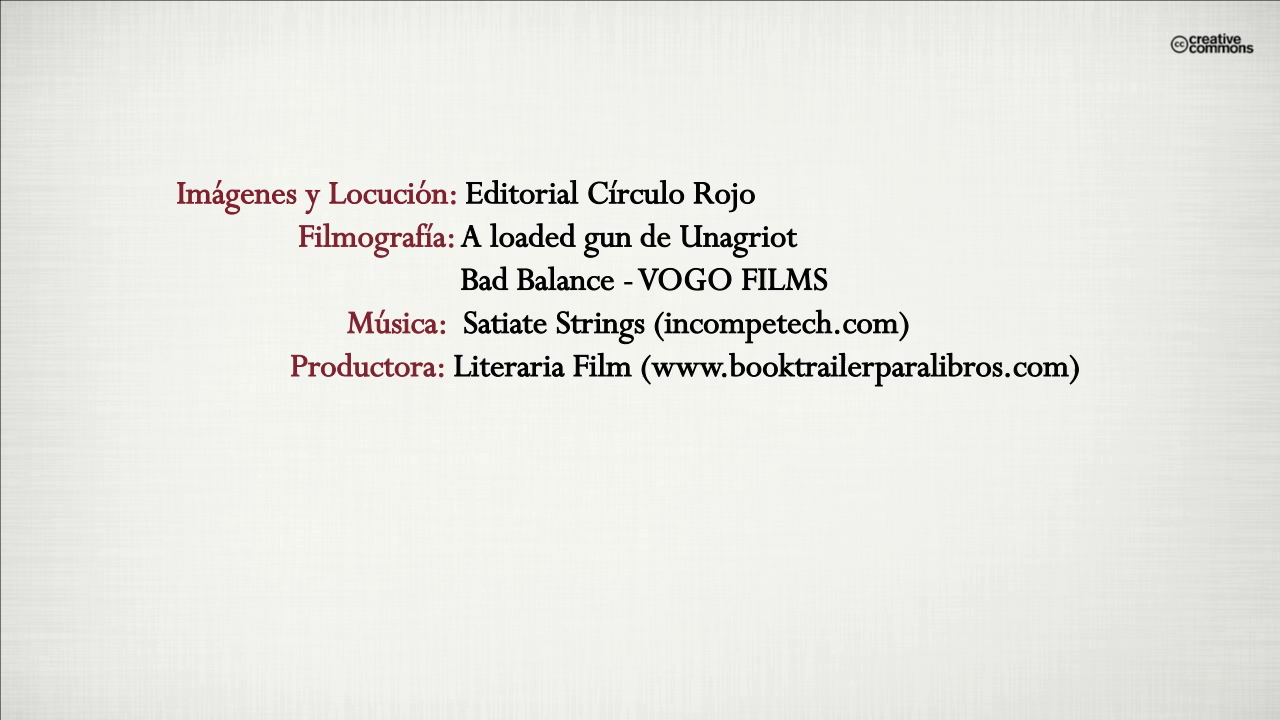 cc creative
commons
Imágenes y Locución: Editorial Círculo Rojo
Filmografía: A loaded gun de Unagriot
Bad Balance - VOGO FILMS
Música: Satiate Strings (incompetech.com)
Productora: Literaria Film (www.booktrailerparalibros.com)